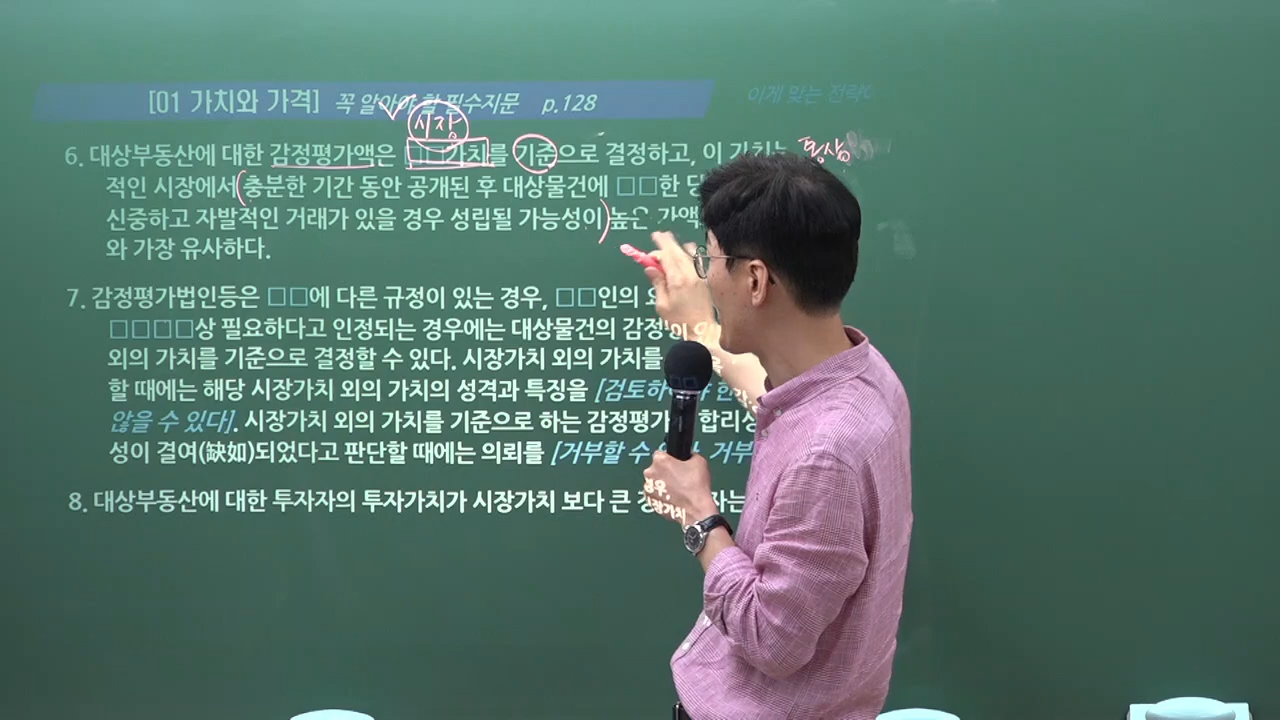 [01 가치와 가격] 꼭 알아야 할 필수지문 p.128
이게 맞는 전략
시장
6. 대상부동산에 대한 감정평가액은 □□가치를 기준으로 결정하고, 이 가치는 통상
적인 시장에서 충분한 기간 동안 공개된 후 대상물건에 □□한
신중하고 자발적인 거래가 있을 경우 성립될 가능성이 높은 가액
와 가장 유사하다.
7. 감정평가법인등은 □□에 다른 규정이 있는 경우, □□인의
□□□□상 필요하다고 인정되는 경우에는 대상물건의 감정
외의 가치를 기준으로 결정할 수 있다. 시장가치 외의 가치를
할 때에는 해당 시장가치 외의 가치의 성격과 특징을 [검토하
않을 수 있다]. 시장가치 외의 가치를 기준으로 하는 감정평가 합리
성이 결여(缺如)되었다고 판단할 때에는 의뢰를 [거부할 수 거부
8. 대상부동산에 대한 투자자의 투자가치가 시장가치 보다 큰